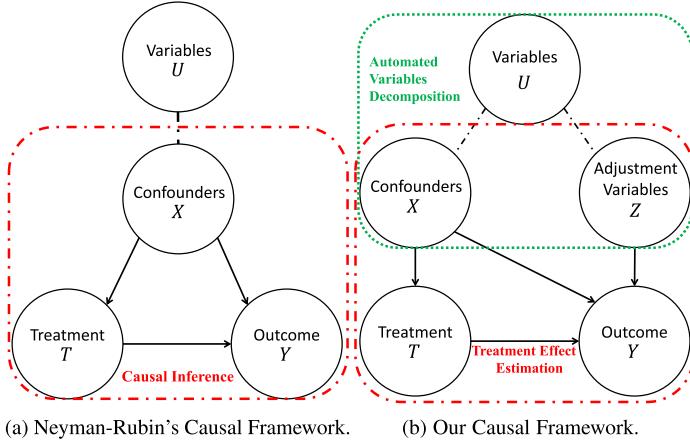 Variables
U
Confounders
X
Treatment
T
Outcome
Y
Causal Inference
(a) Neyman-Rubin's Causal Framework.
Automated
Variables
Decomposition
Variables
U
Confounders
X
Adjustment
Variables
Z
Treatment
T
Treatment Effect
Estimation
Outcome
Y
(b) Our Causal Framework.